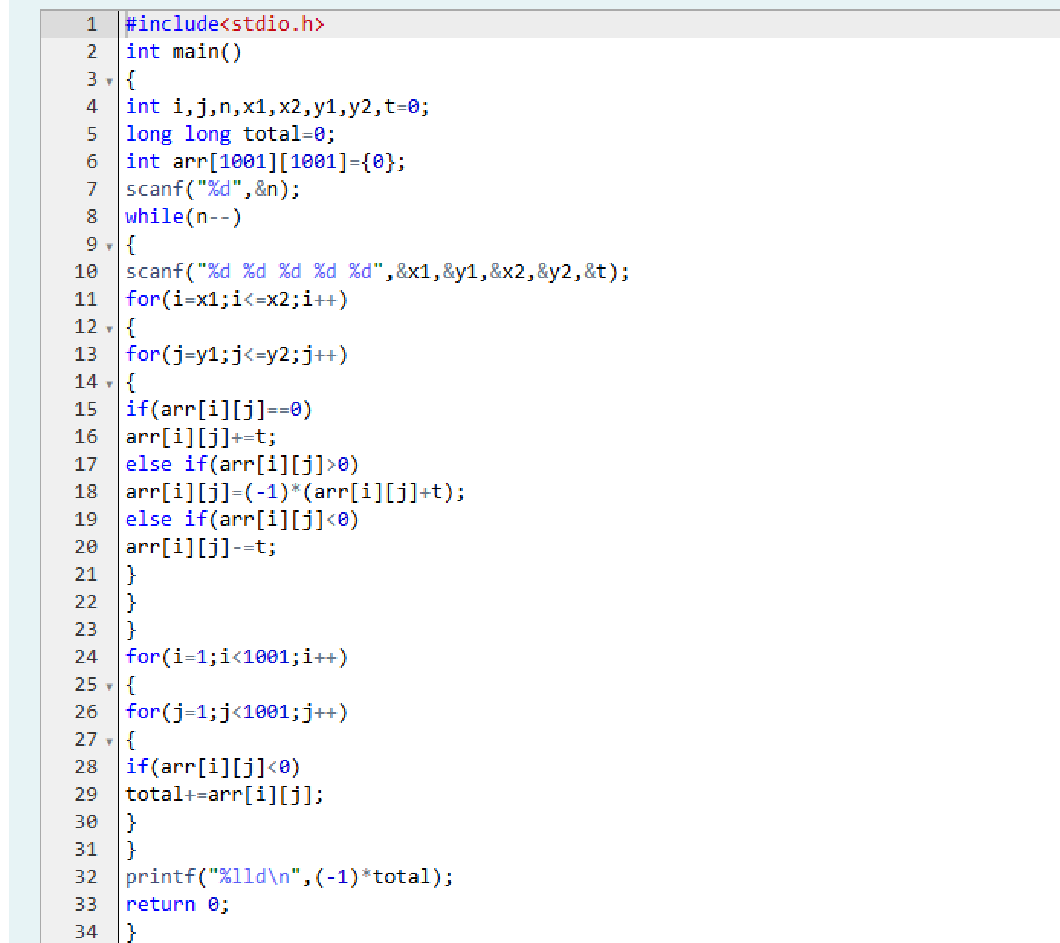 1 #include<stdio.h>
2 int main()
3 {
4 int i,j,n,x1,x2,y1,y2,t=0;
5 long long total=0;
6 int arr[1001][1001]={0};
7 scanf("%d",&n);
8 while(n--)
9 {
10 scanf("%d %d %d %d %d",&x1,&y1,&x2,&y2,&t);
11 for(i=x1;i<=x2;i++)
12 {
13 for(j=y1;j<=y2;j++)
14 {
15 if(arr[i][j]==0)
16 arr[i][j]+=t;
17 else if(arr[i][j]>0)
18 arr[i][j]=(-1)*(arr[i][j]+t);
19 else if(arr[i][j]<0)
20 arr[i][j]-=t;
21 }
22 }
23 }
24 for(i=1;i<1001;i++)
25 {
26 for(j=1;j<1001;j++)
27 {
28 if(arr[i][j]<0)
29 total+=arr[i][j];
30 }
31 }
32 printf("%lld\n",(-1)*total);
33 return 0;
34 }